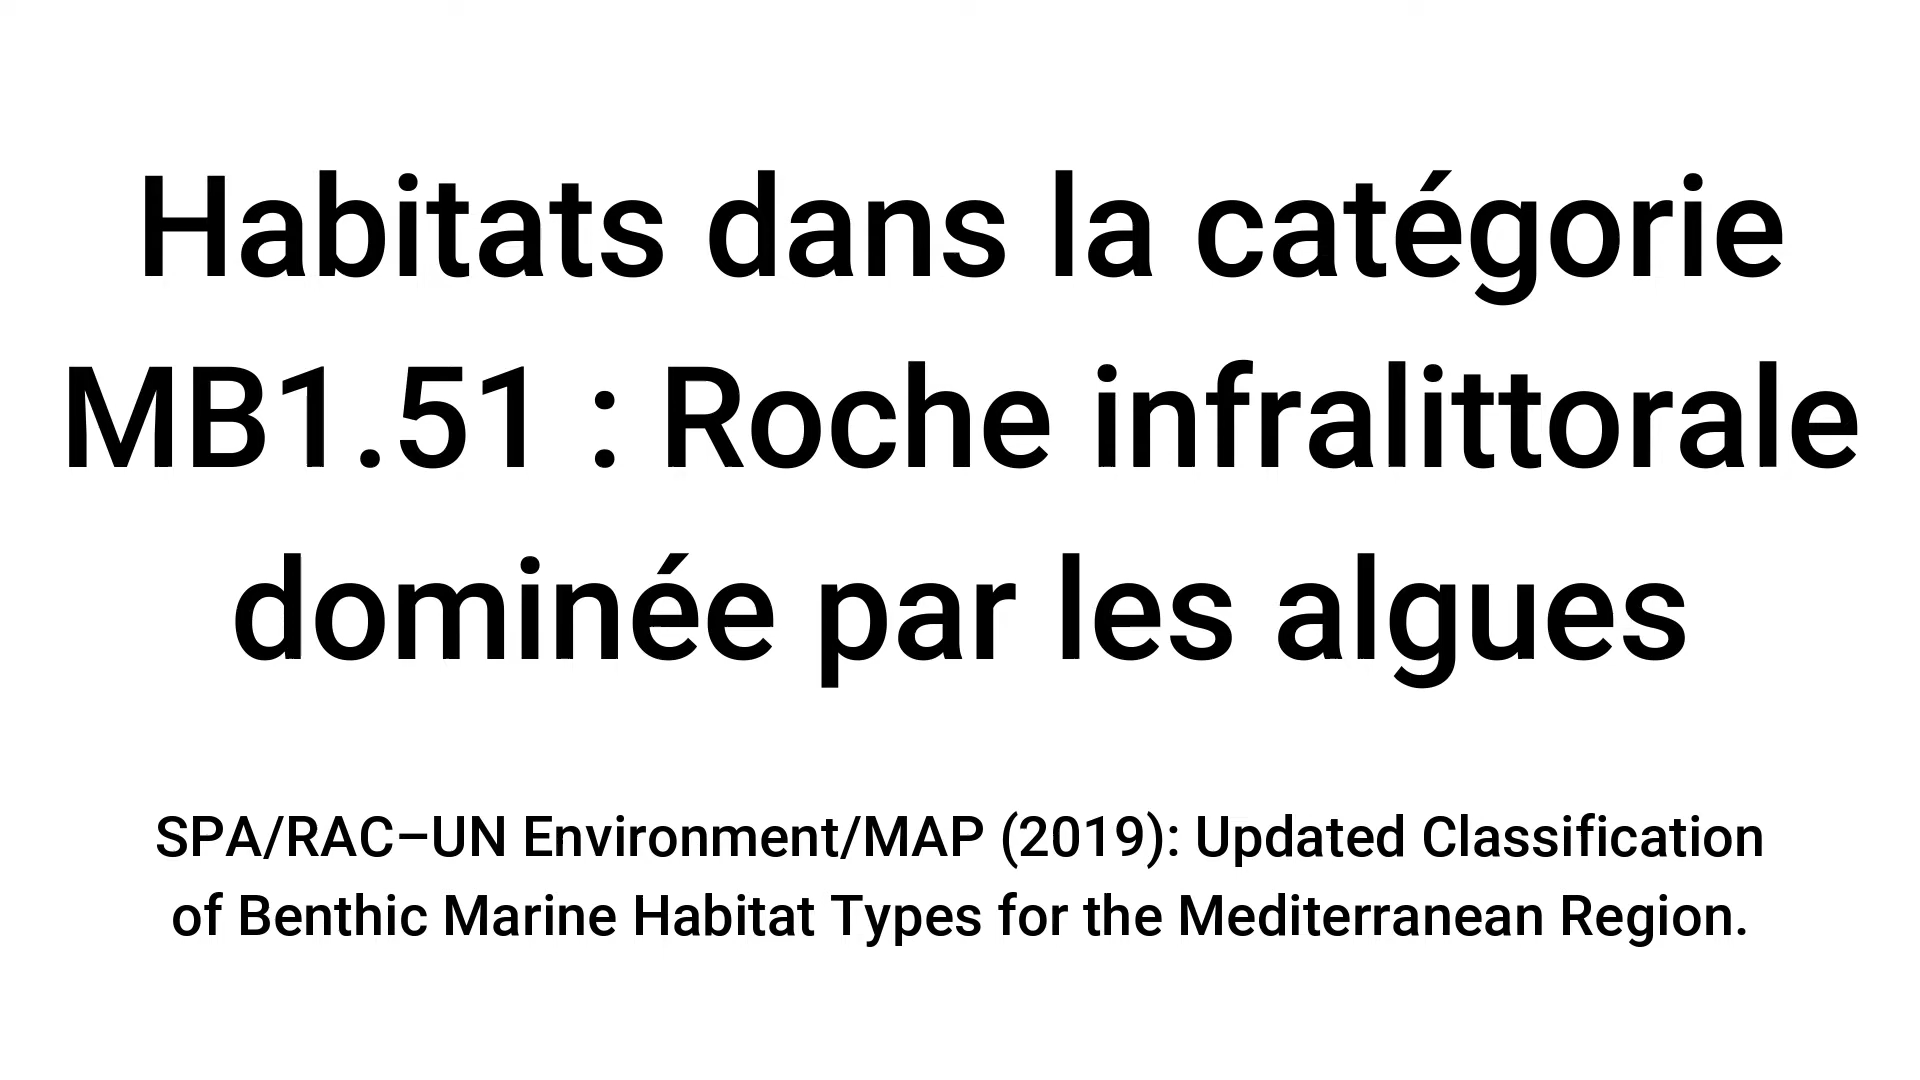 Habitats dans la catégorie
MB1.51 : Roche infralittorale
dominée par les algues
SPA/RAC–UN Environment/MAP (2019): Updated Classification
of Benthic Marine Habitat Types for the Mediterranean Region.